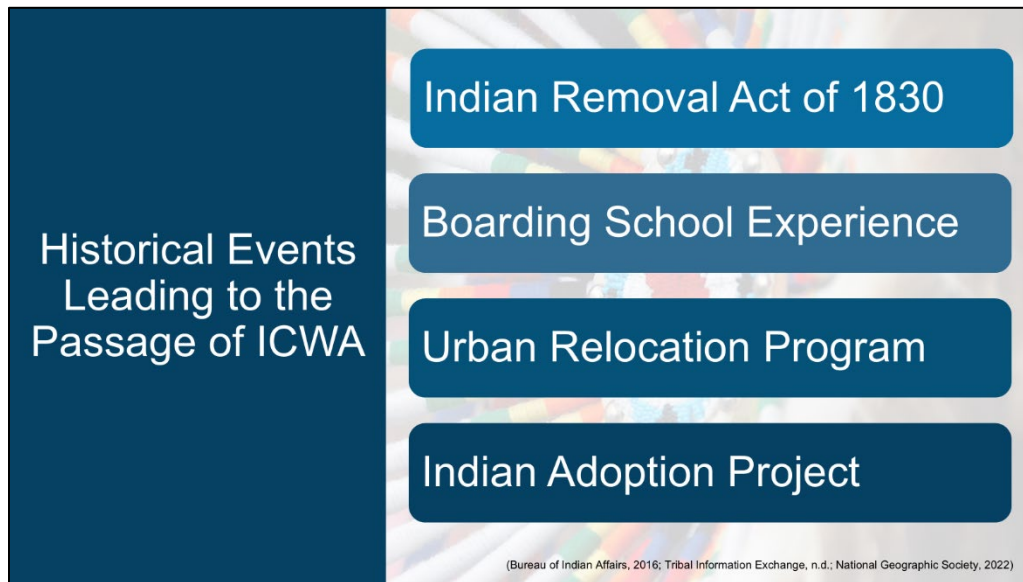 Historical Events
Leading to the
Passage of ICWA
Indian Removal Act of 1830
Boarding School Experience
Urban Relocation Program
Indian Adoption Project
(Bureau of Indian Affairs, 2016; Tribal Information Exchange, n.d.; National Geographic Society, 2022)